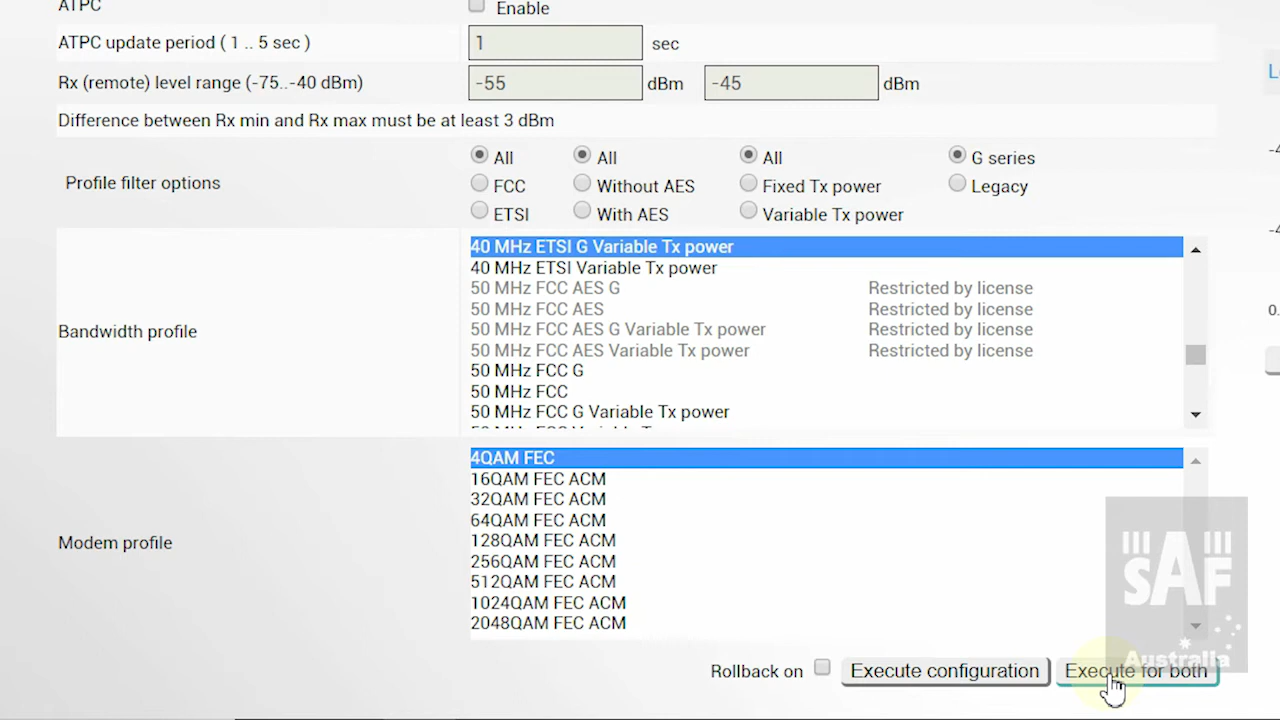 ATPC Enable
ATPC update period ( 1 .. 5 sec ) 1 sec
Rx (remote) level range (-75..-40 dBm) -55 dBm -45 dBm
Difference between Rx min and Rx max must be at least 3 dBm
All All All G series
Profile filter options FCC Without AES Fixed Tx power Legacy
ETSI With AES Variable Tx power
Bandwidth profile
40 MHz ETSI G Variable Tx power
40 MHz ETSI Variable Tx power
50 MHz FCC AES G Restricted by license
50 MHz FCC AES Restricted by license
50 MHz FCC AES G Variable Tx power Restricted by license
50 MHz FCC AES Variable Tx power Restricted by license
50 MHz FCC G
50 MHz FCC
50 MHz FCC G Variable Tx power
Modem profile
4QAM FEC
16QAM FEC ACM
32QAM FEC ACM
64QAM FEC ACM
128QAM FEC ACM
256QAM FEC ACM
512QAM FEC ACM
1024QAM FEC ACM
2048QAM FEC ACM
SAF
Australia
Rollback on Execute configuration Execute for both